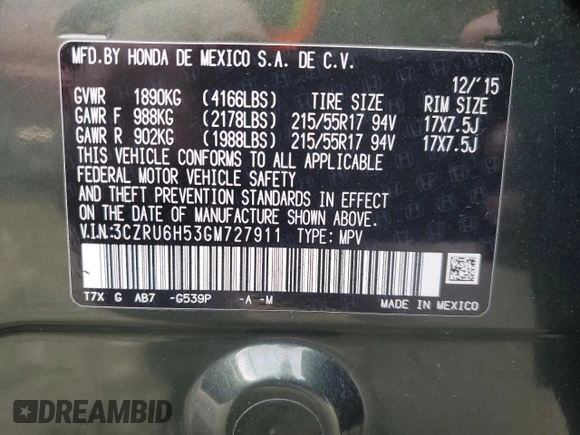 MFD.BY HONDA DE MEXICO S.A. DE C.V.
12/'15
GVWR 1890KG (4166LBS) TIRE SIZE RIM SIZE
GAWR F 988KG (2178LBS) 215/55R17 94V 17X7.5J
GAWR R 902KG (1988LBS) 215/55R17 94V 17X7.5J
THIS VEHICLE CONFORMS TO ALL APPLICABLE
FEDERAL MOTOR VEHICLE SAFETY
AND THEFT PREVENTION STANDARDS IN EFFECT
ON THE DATE OF MANUFACTURE SHOWN ABOVE.
V.I.N:3CZRU6H53GM727911 TYPE: MPV
T7X G AB7 -G539P -A -M
MADE IN MEXICO
DREAMBID